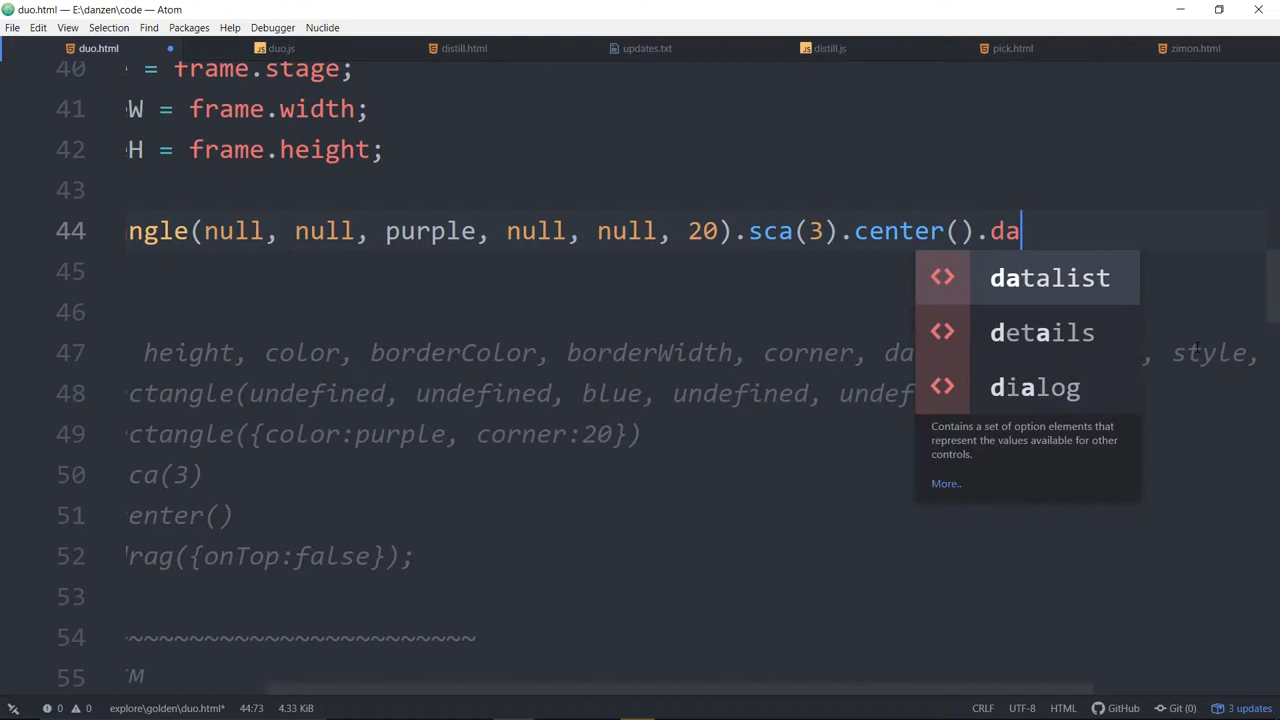 duo.html — E:\danzen\code — Atom
File Edit View Selection Find Packages Help Debugger Nuclide
duo.html duo.js distill.html updates.txt distill.js pick.html zimon.html
40 = frame.stage;
41 W = frame.width;
42 H = frame.height;
43
44 ngle(null, null, purple, null, null, 20).sca(3).center().da
45
datalist
46
details
47 height, color, borderColor, borderWidth, corner, da , style,
dialog
48 ctangle(undefined, undefined, blue, undefined, undef
49 ctangle({color:purple, corner:20})
Contains a set of option elements that
represent the values available for other
controls.
50 ca(3)
More..
51 enter()
52 rag({onTop:false});
53
54 ~~~~~~~~~~~~~~~~~~~~~~~
55 TM
0 0 explore\golden\duo.html* 44:73 4.33 KiB CRLF UTF-8 HTML GitHub Git (0) 3 updates